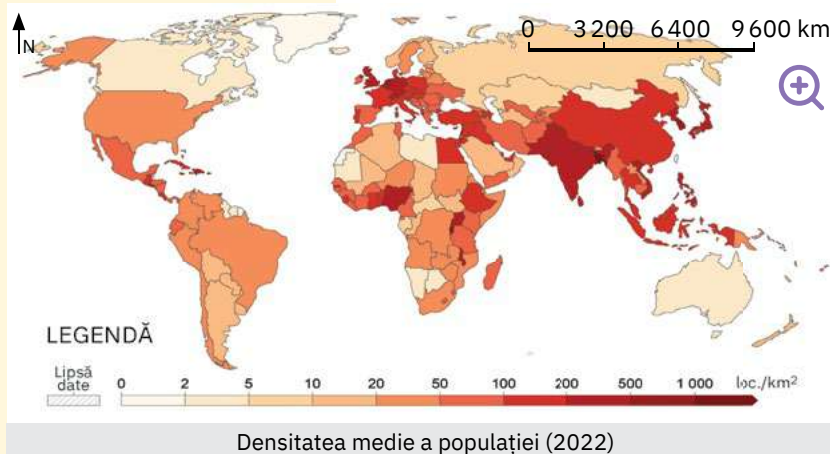 N
0 3 200 6 400 9 600 km
LEGENDĂ
Lipsă
date
0 2 5 10 20 50 100 200 500 1 000 loc./km²
Densitatea medie a populației (2022)